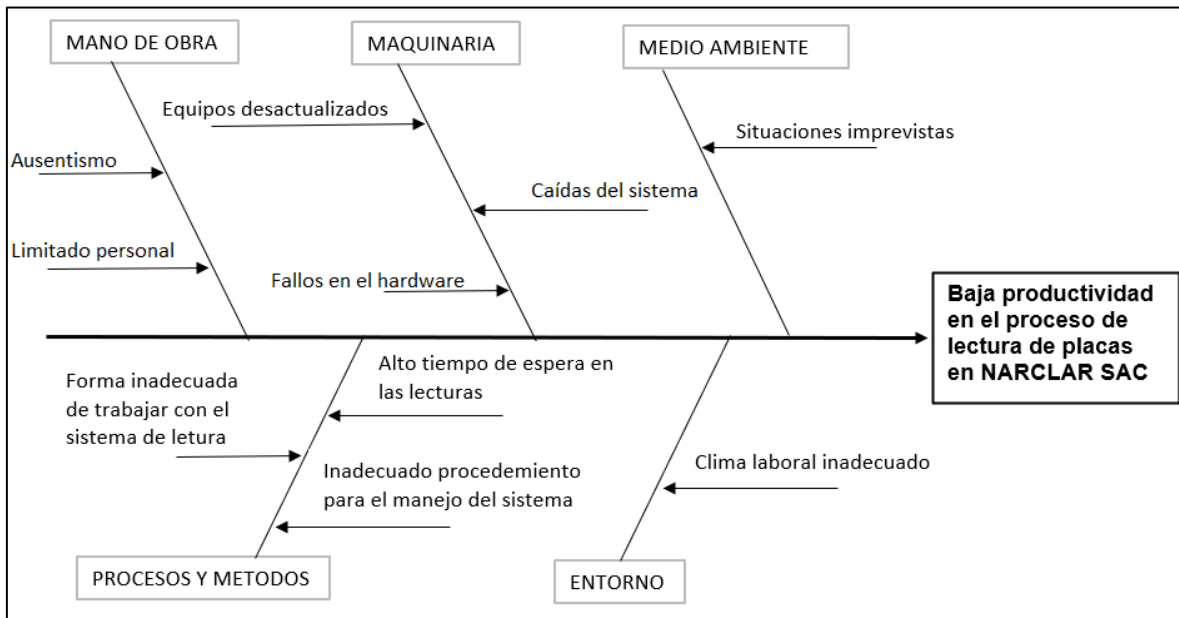 MANO DE OBRA
MAQUINARIA
MEDIO AMBIENTE
Equipos desactualizados
Situaciones imprevistas
Ausentismo
Caídas del sistema
Limitado personal
Fallos en el hardware
Baja productividad
en el proceso de
lectura de placas
en NARCLAR SAC
Alto tiempo de espera en
las lecturas
Forma inadecuada
de trabajar con el
sistema de letura
Inadecuado procedemiento
para el manejo del sistema
Clima laboral inadecuado
PROCESOS Y METODOS
ENTORNO